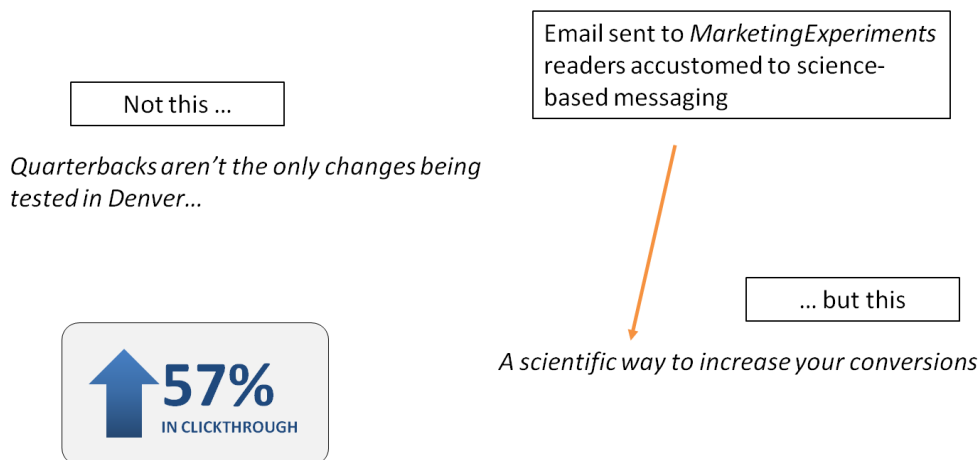 Email sent to MarketingExperiments
readers accustomed to science-
based messaging
Not this …
Quarterbacks aren’t the only changes being
tested in Denver…
… but this
A scientific way to increase your conversions
57%
IN CLICKTHROUGH